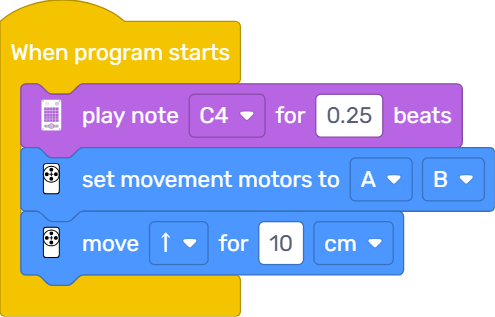 When program starts
play note C4 for 0.25 beats
set movement motors to A B
move ↑ for 10 cm